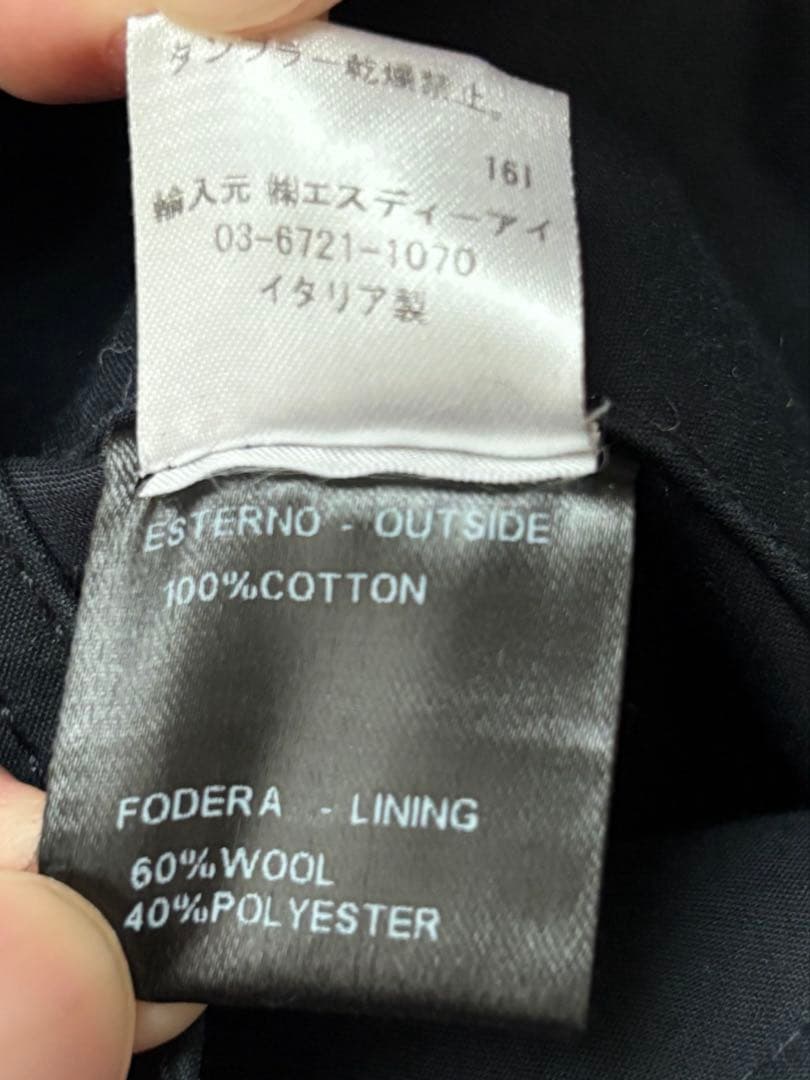 タンブラー乾燥禁止。
161
輸入元 ㈱エスディーアイ
03-6721-1070
イタリア製
ESTERNO - OUTSIDE
100%COTTON
FODERA - LINING
60%WOOL
40%POLYESTER